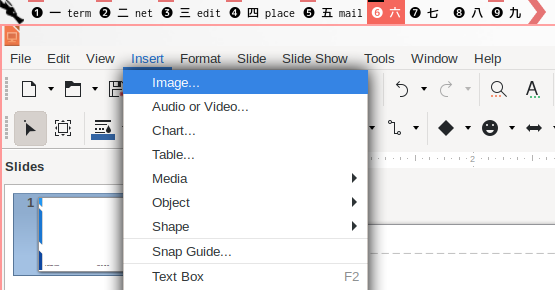 ❶ 一 term ❷ 二 net ❸ 三 edit ❹ 四 place ❺ 五 mail ❻ 六 ❼ 七 ❽ 八 ❾ 九
File Edit View Insert Format Slide Slide Show Tools Window Help
Image...
Audio or Video...
A
Chart...
Table...
2
Slides
Media
Object
1
Shape
Snap Guide...
Text Box F2